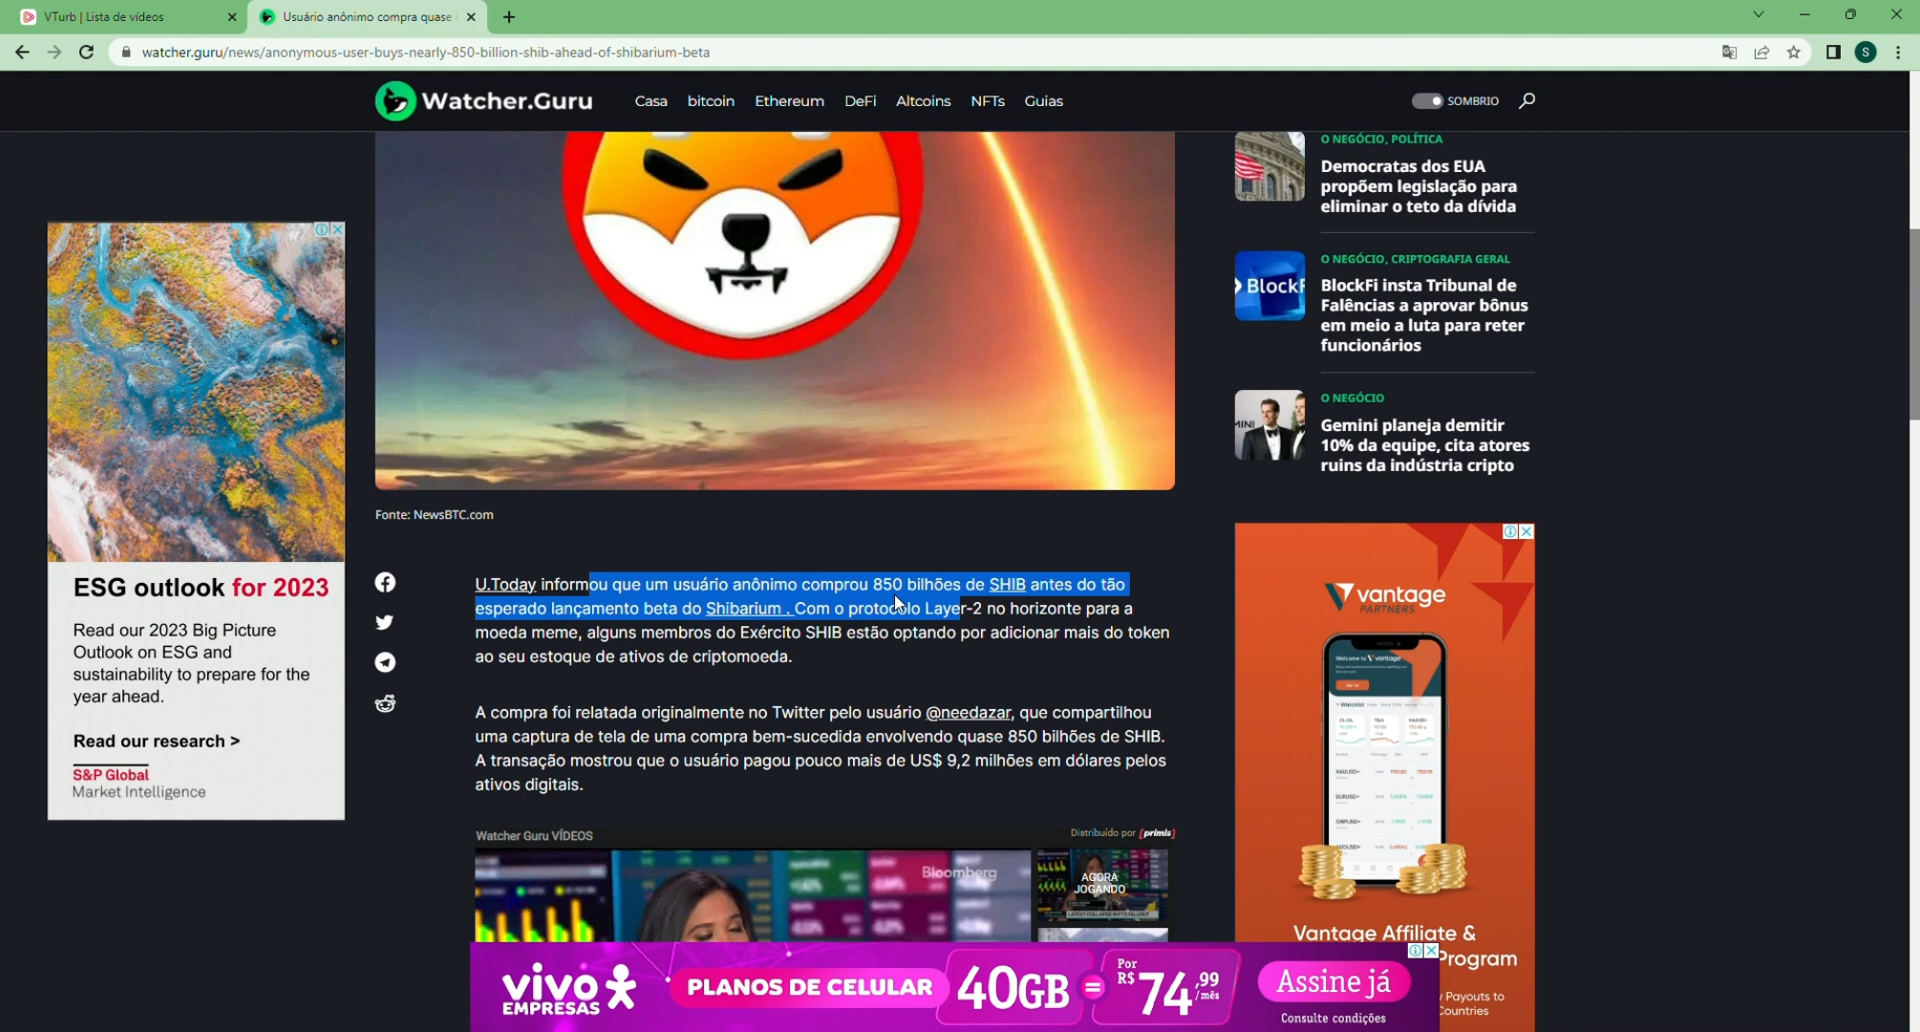 VTurb | Lista de vídeos
Usuário anônimo compra quase
watcher.guru/news/anonymous-user-buys-nearly-850-billion-shib-ahead-of-shibarium-beta
S
Watcher.Guru
Casa
bitcoin
Ethereum
DeFi
Altcoins
NFTs
Guias
SOMBRIO
O NEGÓCIO, POLÍTICA
Democratas dos EUA
propõem legislação para
eliminar o teto da dívida
BlockF
O NEGÓCIO, CRIPTOGRAFIA GERAL
BlockFi insta Tribunal de
Falências a aprovar bônus
em meio a luta para reter
funcionários
O NEGÓCIO
Gemini planeja demitir
10% da equipe, cita atores
ruins da indústria cripto
ESG outlook for 2023
Read our 2023 Big Picture
Outlook on ESG and
sustainability to prepare for the
year ahead.
Read our research >
S&P Global
Market Intelligence
Fonte: NewsBTC.com
U.Today informou que um usuário anônimo comprou 850 bilhões de SHIB antes do tão
esperado lançamento beta do Shibarium . Com o protocolo Layer-2 no horizonte para a
moeda meme, alguns membros do Exército SHIB estão optando por adicionar mais do token
ao seu estoque de ativos de criptomoeda.
A compra foi relatada originalmente no Twitter pelo usuário @needazar, que compartilhou
uma captura de tela de uma compra bem-sucedida envolvendo quase 850 bilhões de SHIB.
A transação mostrou que o usuário pagou pouco mais de US$ 9,2 milhões em dólares pelos
ativos digitais.
Watcher Guru VÍDEOS
Distribuído por [primis]
Bloomberg
AGORA
JOGANDO
vantage
PARTNERS
Vantage Affiliate &
Program
Payouts to
Countries
vivo
EMPRESAS
PLANOS DE CELULAR
40GB
=
Por
R$ 74,99
/mês
Assine já
Consulte condições